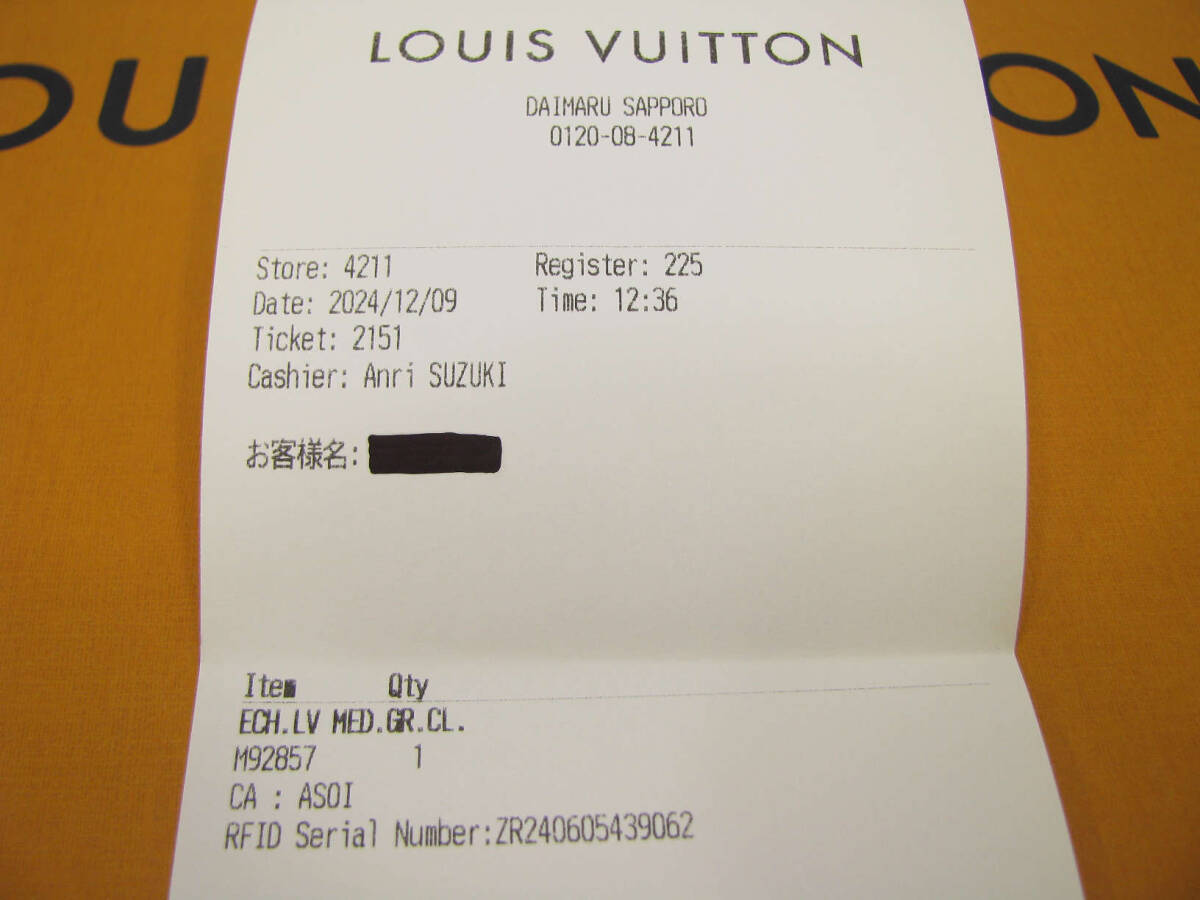 LOUIS VUITTON
DAIMARU SAPPORO
0120-08-4211
Store: 4211 Register: 225
Date: 2024/12/09 Time: 12:36
Ticket: 2151
Cashier: Anri SUZUKI
お客様名:
Item Qty
ECH.LV MED.GR.CL.
M92857 1
CA : ASOI
RFID Serial Number:ZR240605439062
OU
ON